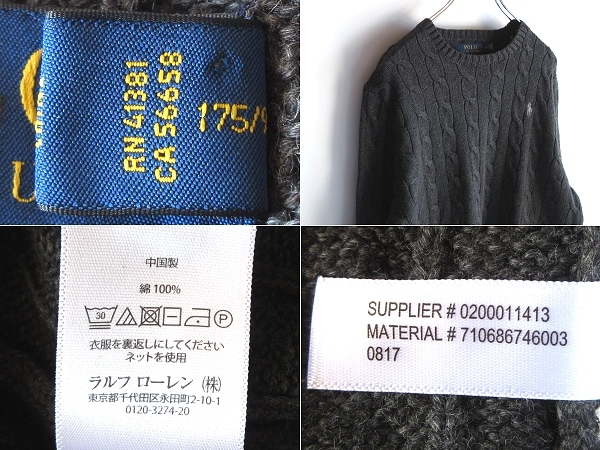 RN 41381
CA 56658
175/9
POLO
中国製
綿 100%
30
P
衣服を裏返しにしてください
ネットを使用
ラルフ ローレン (株)
東京都千代田区永田町2-10-1
0120-3274-20
SUPPLIER # 0200011413
MATERIAL # 710686746003
0817